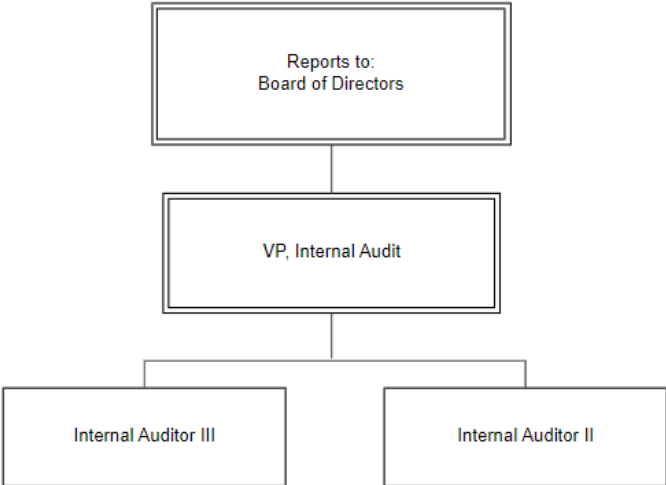 Reports to:
Board of Directors
VP, Internal Audit
Internal Auditor III
Internal Auditor II